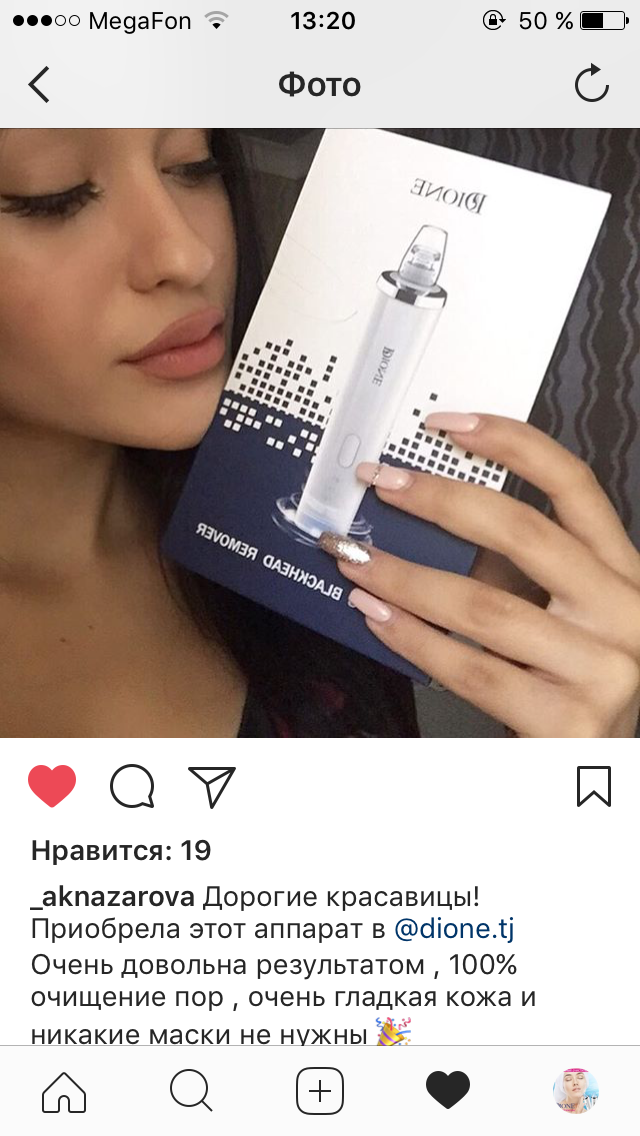 MegaFon 13:20 50 %
Фото
DIONE
DIONE
BLACKHEAD REMOVER
Нравится: 19
_aknazarova Дорогие красавицы!
Приобрела этот аппарат в @dione.tj
Очень довольна результатом , 100%
очищение пор , очень гладкая кожа и
никакие маски не нужны 🎉